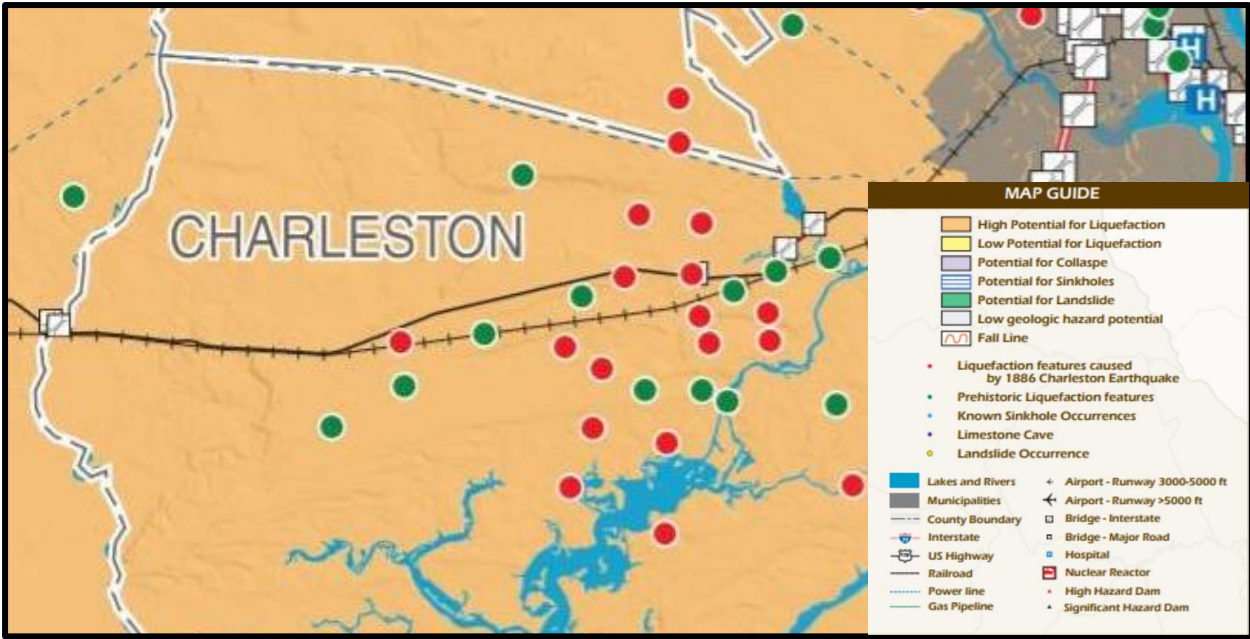 H
H
CHARLESTON
MAP GUIDE
High Potential for Liquefaction
Low Potential for Liquefaction
Potential for Collaspe
Potential for Sinkholes
Potential for Landslide
Low geologic hazard potential
Fall Line
Liquefaction features caused
by 1886 Charleston Earthquake
Prehistoric Liquefaction features
Known Sinkhole Occurrences
Limestone Cave
Landslide Occurrence
Lakes and Rivers
Municipalities
County Boundary
Interstate
US Highway
Railroad
Power line
Gas Pipeline
Airport - Runway 3000-5000 ft
Airport - Runway >5000 ft
Bridge - Interstate
Bridge - Major Road
Hospital
Nuclear Reactor
High Hazard Dam
Significant Hazard Dam